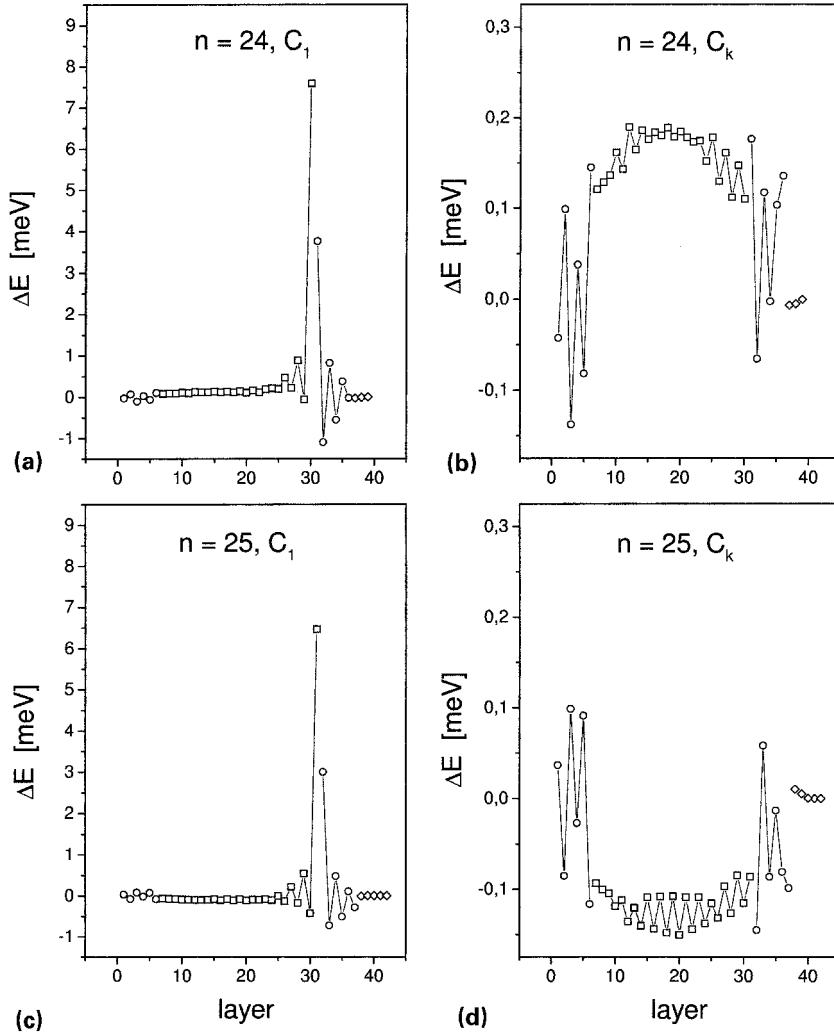 n = 24, C₁
ΔE [meV]
9
8
7
6
5
4
3
2
1
0
-1
0 10 20 30 40
(a)
n = 24, Cₖ
ΔE [meV]
0,3
0,2
0,1
0,0
-0,1
0 10 20 30 40
(b)
n = 25, C₁
ΔE [meV]
9
8
7
6
5
4
3
2
1
0
-1
0 10 20 30 40
layer
(c)
n = 25, Cₖ
ΔE [meV]
0,3
0,2
0,1
0,0
-0,1
0 10 20 30 40
layer
(d)